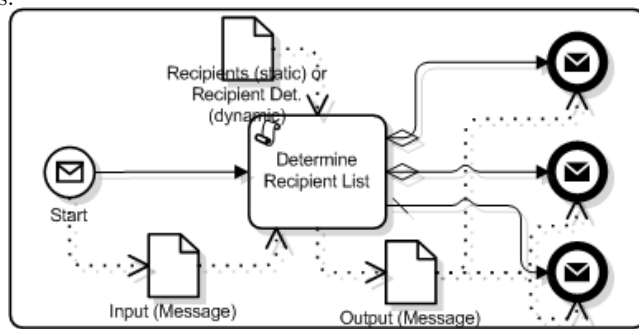 s.
Recipients (static) or
Recipient Det.
(dynamic)
Determine
Recipient List
Start
Input (Message)
Output (Message)